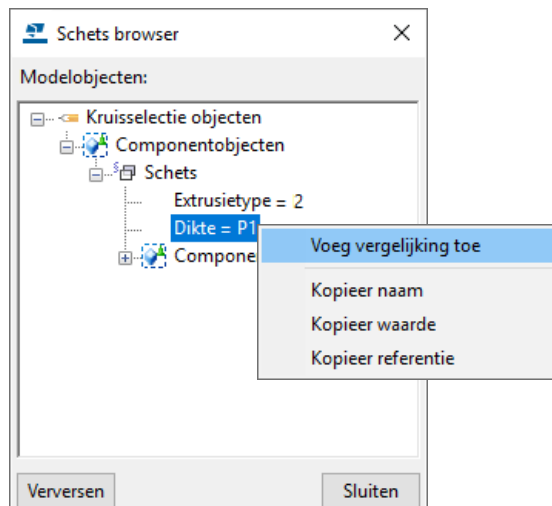 Schets browser
Modelobjecten:
Kruisselectie objecten
Componentobjecten
Schets
Extrusietype = 2
Dikte = P1
Voeg vergelijking toe
Compone
Kopieer naam
Kopieer waarde
Kopieer referentie
Verversen Sluiten